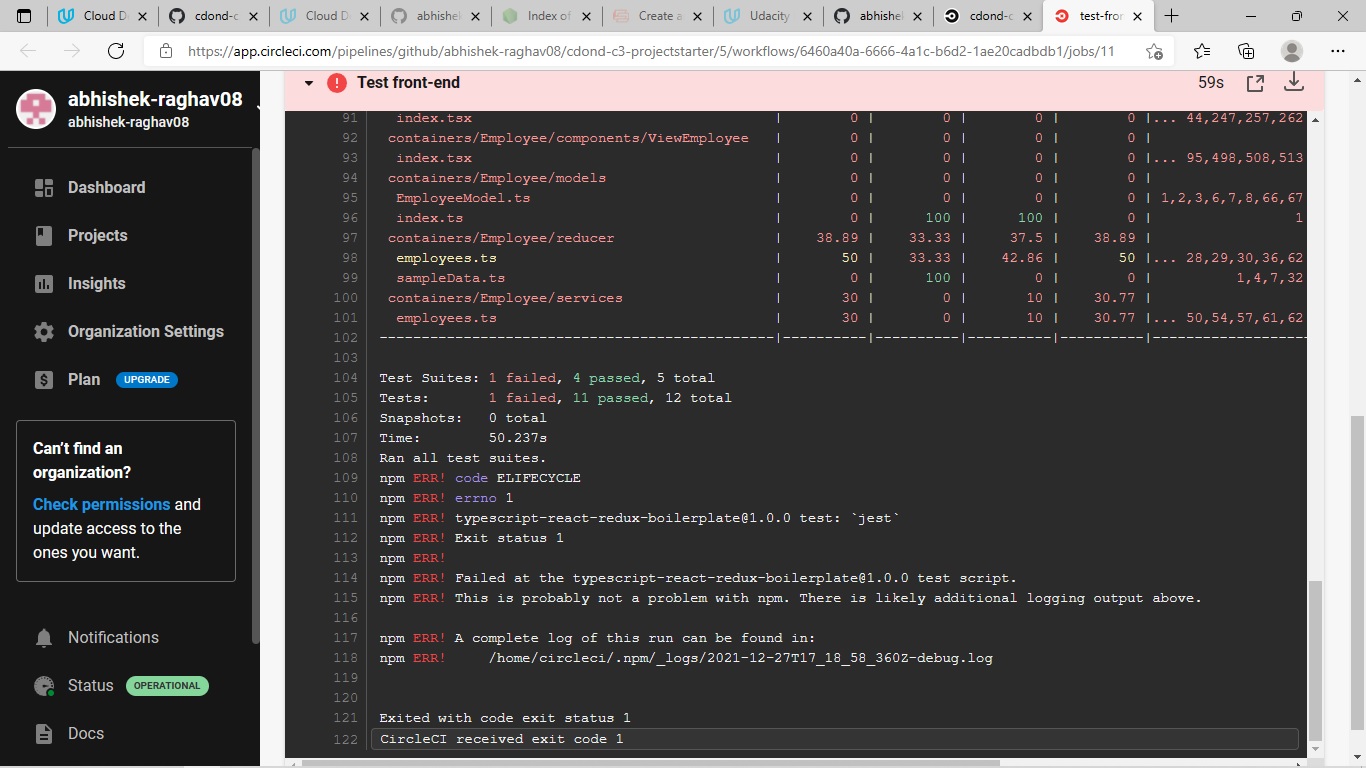 Cloud De
cdond-c
Cloud De
abhishek
Index of
Create a
Udacity
abhishek
cdond-c
test-fron
https://app.circleci.com/pipelines/github/abhishek-raghav08/cdond-c3-projectstarter/5/workflows/6460a40a-6666-4a1c-b6d2-1ae20cadbdb1/jobs/11
abhishek-raghav08
abhishek-raghav08
Dashboard
Projects
Insights
Organization Settings
Plan UPGRADE
Can't find an
organization?
Check permissions and
update access to the
ones you want.
Notifications
Status OPERATIONAL
Docs
Test front-end 59s
91 index.tsx | 0 | 0 | 0 | 0 |... 44,247,257,262
92 containers/Employee/components/ViewEmployee | 0 | 0 | 0 | 0 |
93 index.tsx | 0 | 0 | 0 | 0 |... 95,498,508,513
94 containers/Employee/models | 0 | 0 | 0 | 0 |
95 EmployeeModel.ts | 0 | 0 | 0 | 0 | 1,2,3,6,7,8,66,67
96 index.ts | 0 | 100 | 100 | 0 | 1
97 containers/Employee/reducer | 38.89 | 33.33 | 37.5 | 38.89 |
98 employees.ts | 50 | 33.33 | 42.86 | 50 |... 28,29,30,36,62
99 sampleData.ts | 0 | 100 | 0 | 0 | 1,4,7,32
100 containers/Employee/services | 30 | 0 | 10 | 30.77 |
101 employees.ts | 30 | 0 | 10 | 30.77 |... 50,54,57,61,62
102 -----------------------------------------------|----------|----------|----------|----------|-------------------
103
104 Test Suites: 1 failed, 4 passed, 5 total
105 Tests: 1 failed, 11 passed, 12 total
106 Snapshots: 0 total
107 Time: 50.237s
108 Ran all test suites.
109 npm ERR! code ELIFECYCLE
110 npm ERR! errno 1
111 npm ERR! typescript-react-redux-boilerplate@1.0.0 test: `jest`
112 npm ERR! Exit status 1
113 npm ERR!
114 npm ERR! Failed at the typescript-react-redux-boilerplate@1.0.0 test script.
115 npm ERR! This is probably not a problem with npm. There is likely additional logging output above.
116
117 npm ERR! A complete log of this run can be found in:
118 npm ERR! /home/circleci/.npm/_logs/2021-12-27T17_18_58_360Z-debug.log
119
120
121 Exited with code exit status 1
122 CircleCI received exit code 1